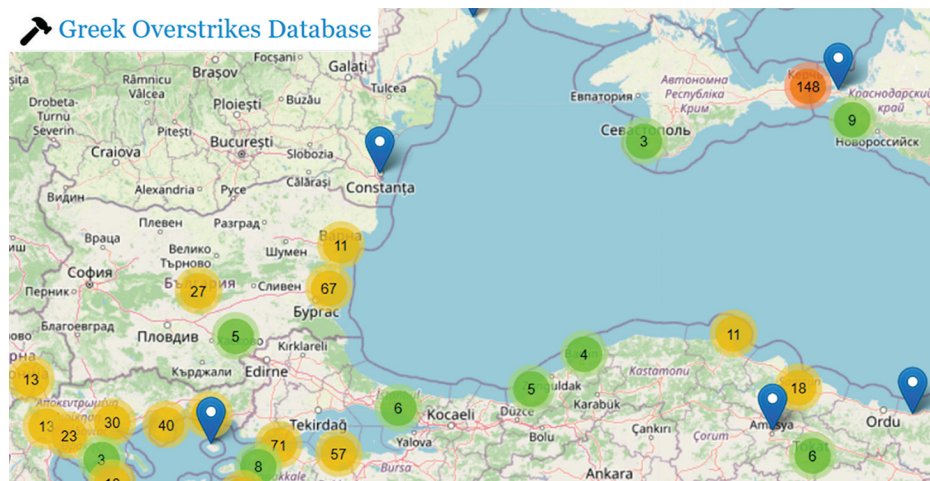 Greek Overstrikes Database
Focșani
Galați
Brașov
Râmnicu
Vâlcea
Tulcea
Ploiești
Buzău
Drobeta-
Turnu
Severin
Pitești
București
Slobozia
Craiova
Constanța
Călărași
Alexandria
Русе
Видин
Плевен
Разград
Варна
11
Враца
Велико
Търново
Шумен
София
Перник
27
Сливен
67
Бургас
Благоевград
Пловдив
5
Kırklareli
Кърджали
Edirne
13
13
23
30
40
3
71
8
57
Tekirdağ
6
Kocaeli
Yalova
Bursa
Düzce
Bolu
5
4
Karabük
Kastamonu
Çankırı
Ankara
11
18
Çorum
Amasya
Tokat
6
Ordu
Автономна
Республіка
Крим
Евпатория
Севастополь
3
148
9
Краснодарский
край
Новороссийск